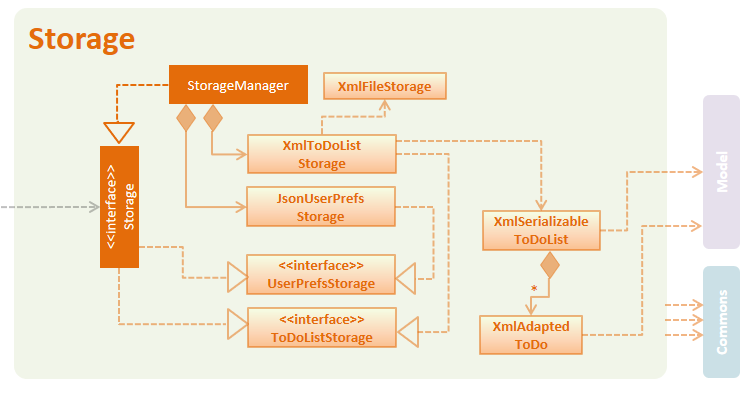 Storage
StorageManager
XmlFileStorage
XmlToDoList
Storage
<<interface>>
Storage
JsonUserPrefs
Storage
XmlSerializable
ToDoList
<<interface>>
UserPrefsStorage
*
<<interface>>
ToDoListStorage
XmlAdapted
ToDo
Model
Commons